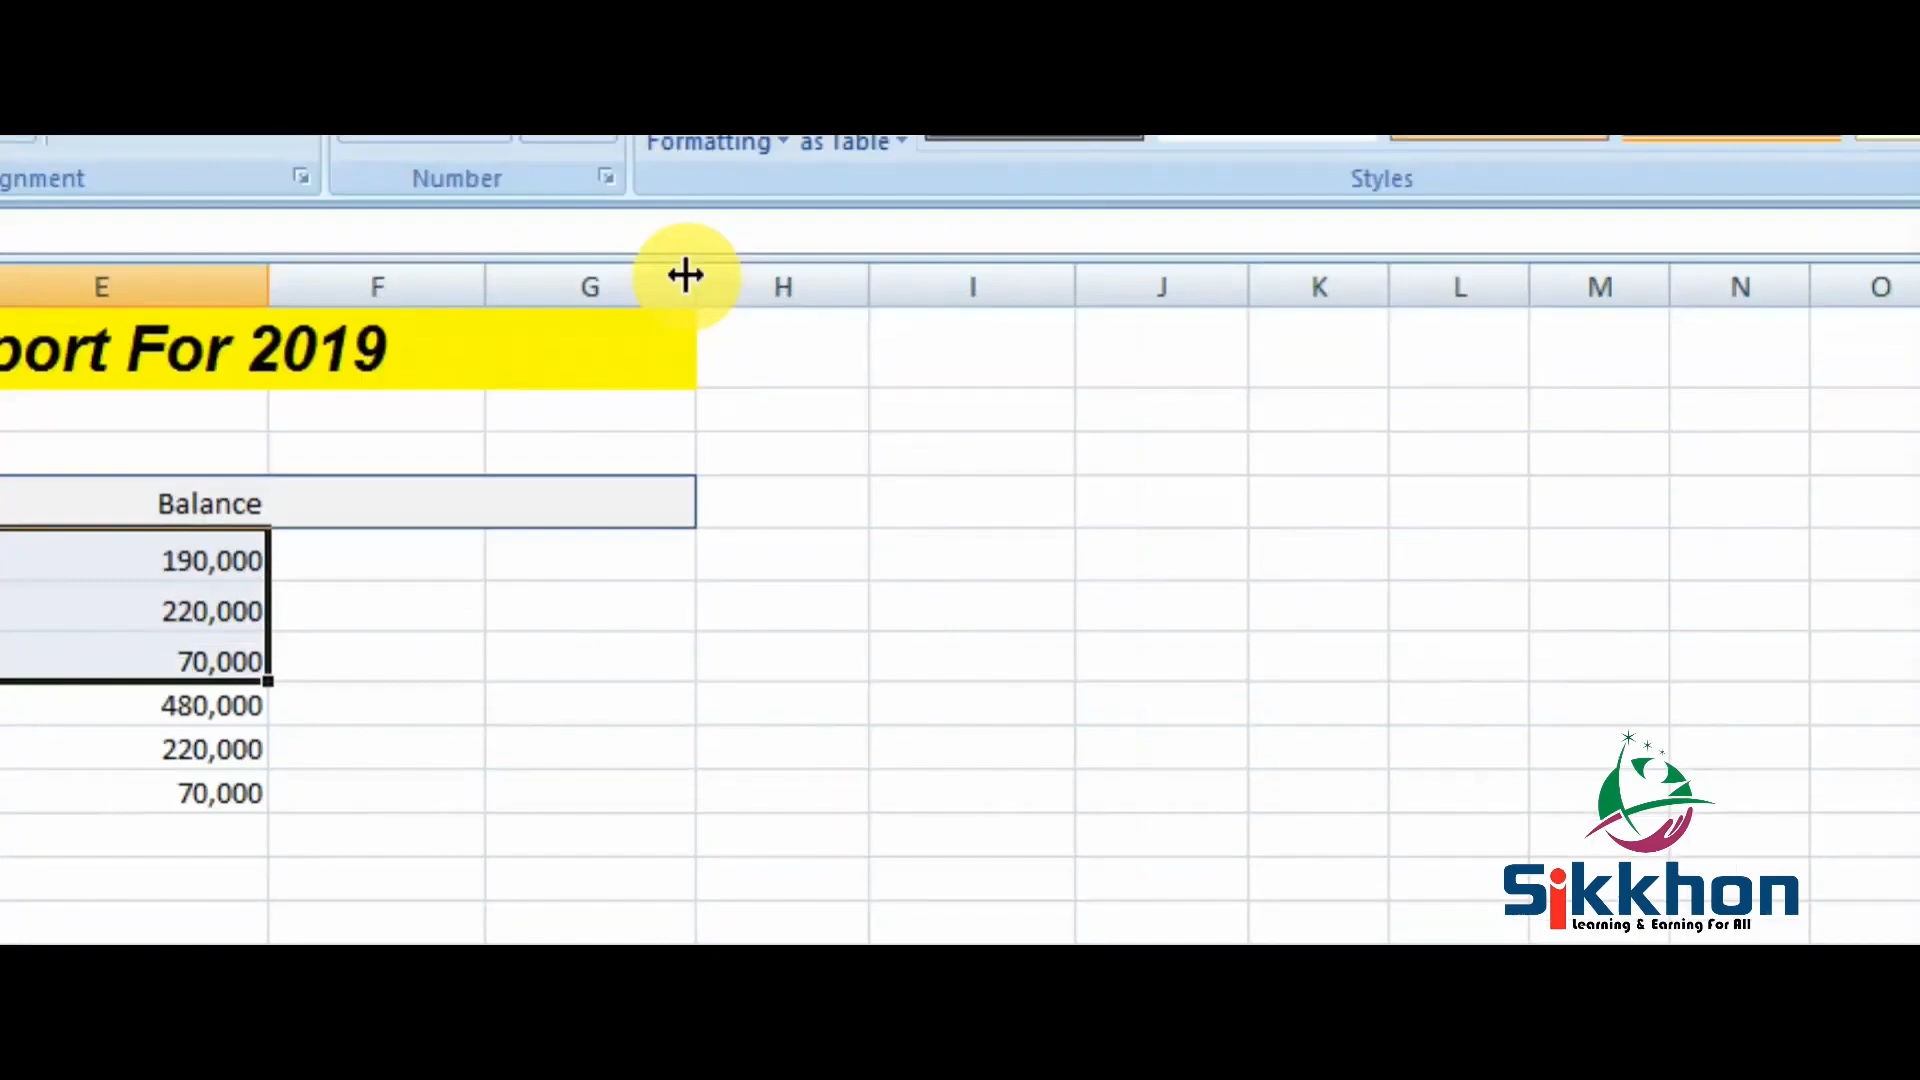 Formatting as Table
gnment Number Styles
E F G H I J K L M N O
port For 2019
Balance
190,000
220,000
70,000
480,000
220,000
70,000
Sikkhon
Learning & Earning For All